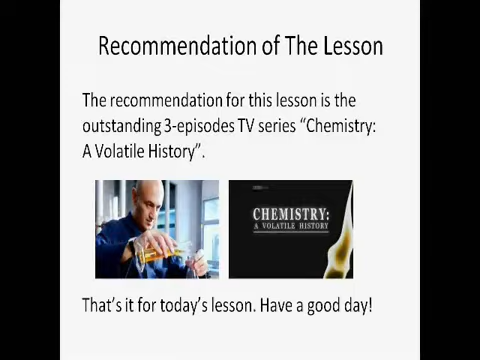 Recommendation of The Lesson
The recommendation for this lesson is the
outstanding 3-episodes TV series “Chemistry:
A Volatile History”.
CHEMISTRY:
A VOLATILE HISTORY
That’s it for today’s lesson. Have a good day!